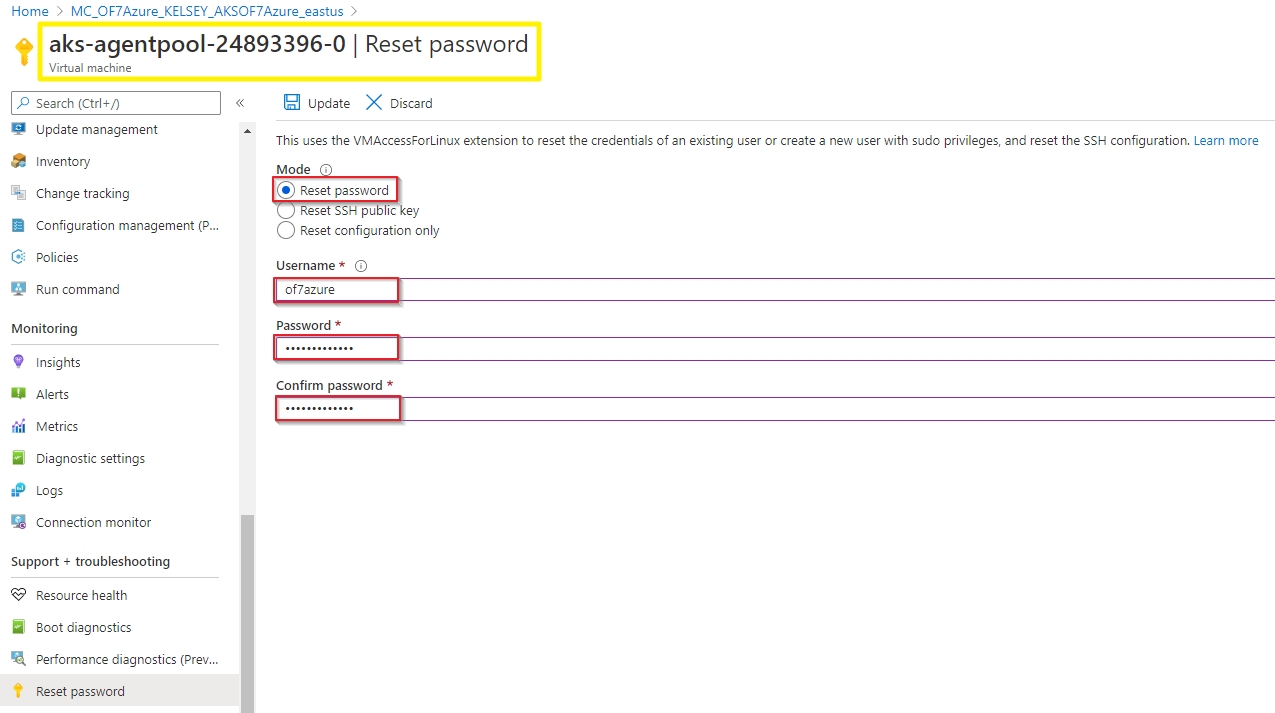 Home > MC_OF7Azure_KELSEY_AKSOF7Azure_eastus >
aks-agentpool-24893396-0 | Reset password
Virtual machine
Search (Ctrl+/)
«
Update management
Inventory
Change tracking
Configuration management (P...
Policies
Run command
Monitoring
Insights
Alerts
Metrics
Diagnostic settings
Logs
Connection monitor
Support + troubleshooting
Resource health
Boot diagnostics
Performance diagnostics (Prev...
Reset password
Update Discard
This uses the VMAccessForLinux extension to reset the credentials of an existing user or create a new user with sudo privileges, and reset the SSH configuration. Learn more
Mode
Reset password
Reset SSH public key
Reset configuration only
Username *
of7azure
Password *
•••••••••••••
Confirm password *
•••••••••••••